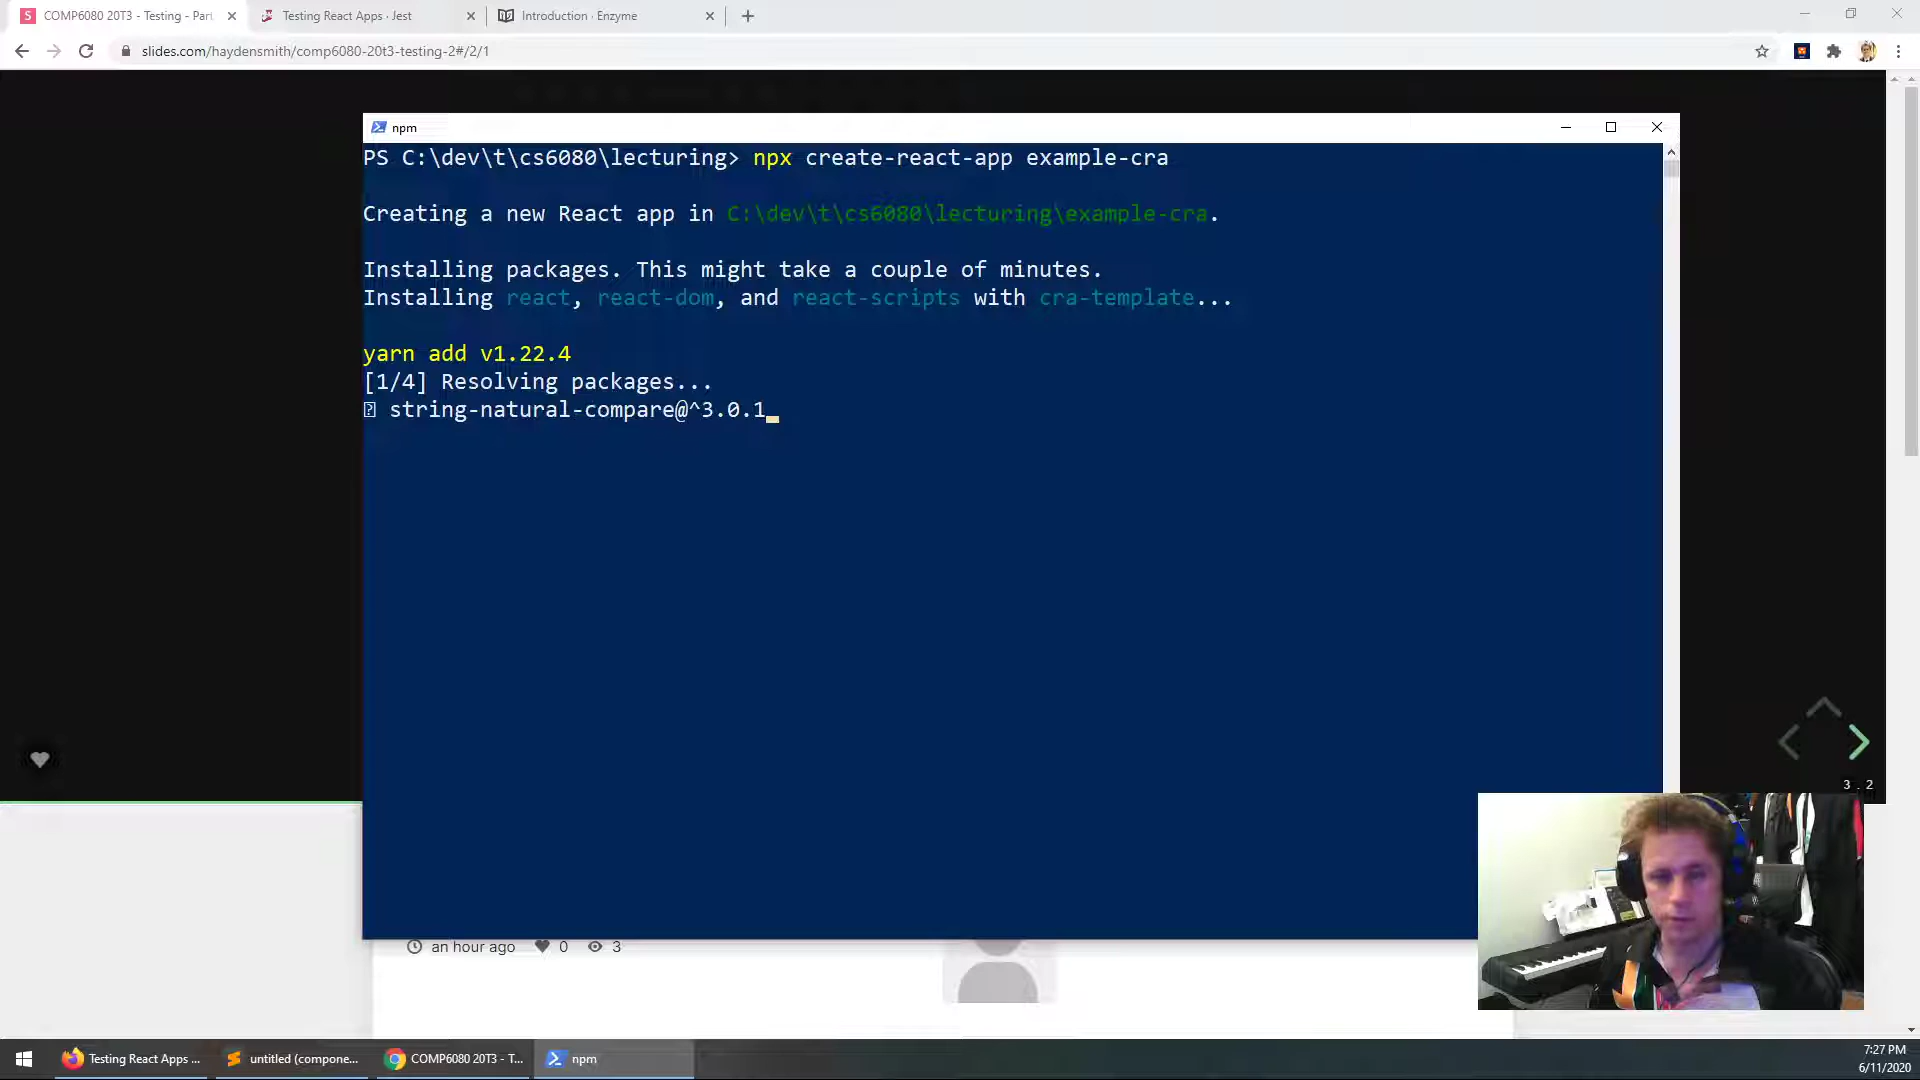 COMP6080 20T3 - Testing - Part
Testing React Apps · Jest
Introduction · Enzyme
slides.com/haydensmith/comp6080-20t3-testing-2#/2/1
npm
PS C:\dev\t\cs6080\lecturing> npx create-react-app example-cra
Creating a new React app in C:\dev\t\cs6080\lecturing\example-cra.
Installing packages. This might take a couple of minutes.
Installing react, react-dom, and react-scripts with cra-template...
yarn add v1.22.4
[1/4] Resolving packages...
⍰ string-natural-compare@^3.0.1
3 . 2
an hour ago 0 3
Testing React Apps ...
untitled (compone...
COMP6080 20T3 - T...
npm
7:27 PM
6/11/2020